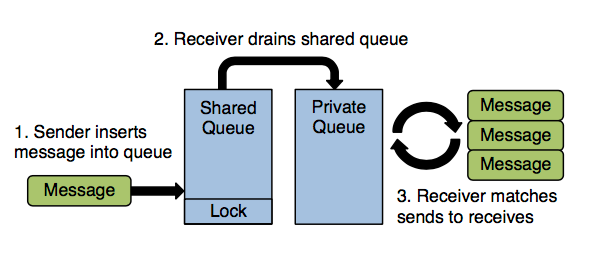 2. Receiver drains shared queue
1. Sender inserts
message into queue
Message
Shared
Queue
Lock
Private
Queue
Message
Message
Message
3. Receiver matches
sends to receives